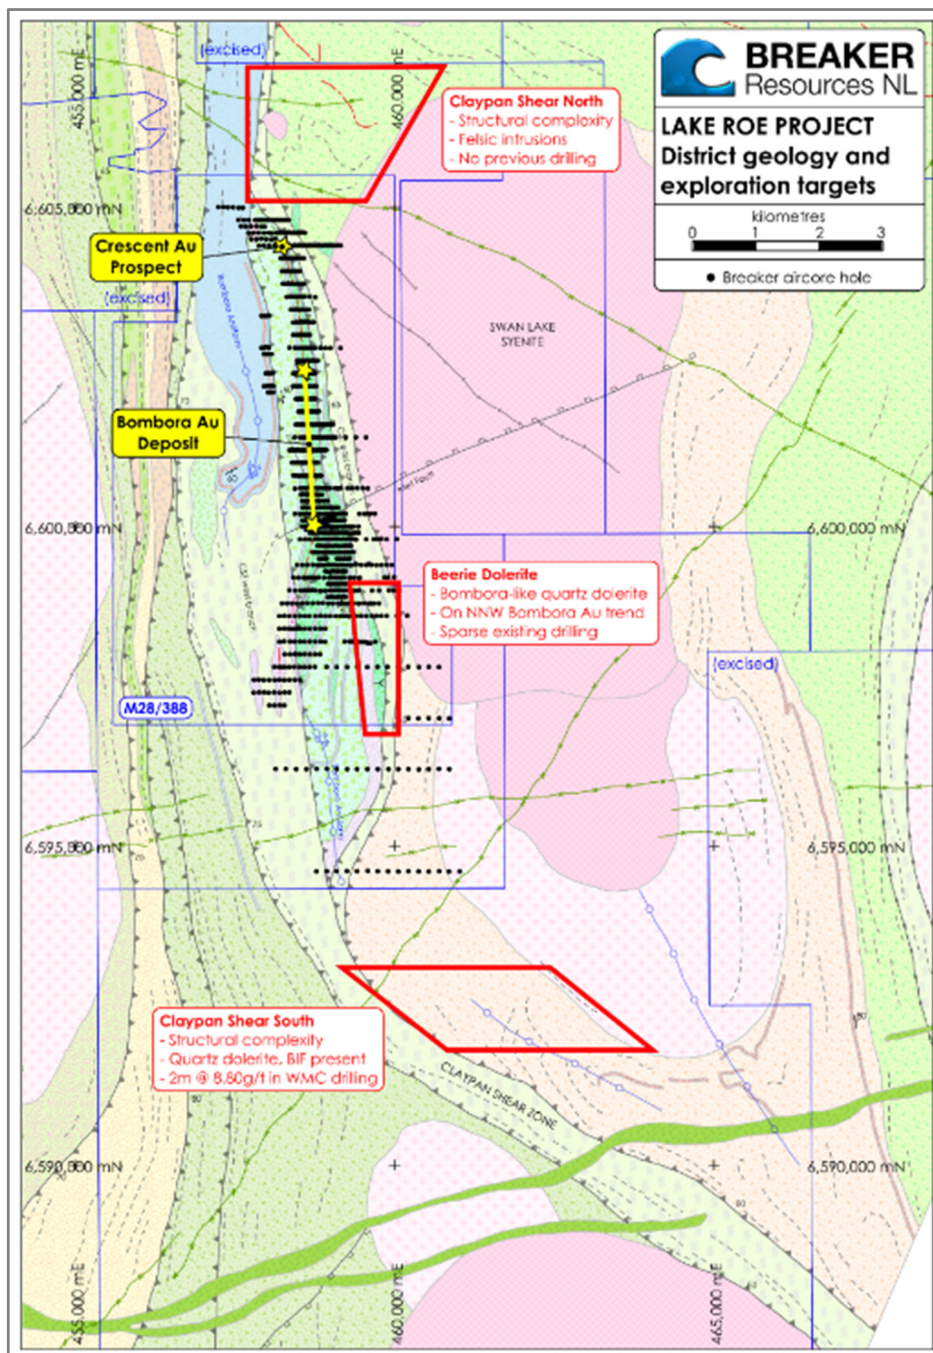 (excised)
455,000 mE
460,000 mE
BREAKER
Resources NL
LAKE ROE PROJECT
District geology and
exploration targets
kilometres
0 1 2 3
Breaker aircore hole
Claypan Shear North
- Structural complexity
- Felsic intrusions
- No previous drilling
6,605,000 mN
Crescent Au
Prospect
(excised)
Bombora Anticline
SWAN LAKE
SYENITE
Bombora Au
Deposit
Inlet Fault
6,600,000 mN
6,600,000 mN
Beerie Dolerite
- Bombora-like quartz dolerite
- On NNW Bombora Au trend
- Sparse existing drilling
(excised)
M28/388
75
6,595,000 mN
6,595,000 mN
70
Claypan Shear South
- Structural complexity
- Quartz dolerite, BIF present
- 2m @ 8.80g/t in WMC drilling
CLAYPAN SHEAR ZONE
6,590,000 mN
6,590,000 mN
455,000 mE
460,000 mE
465,000 mE